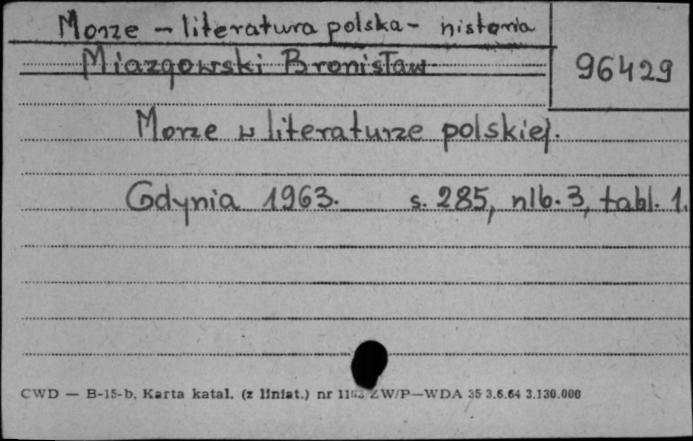 Morze - literatura polska - historia
96429
Miazgowski Bronisław
Morze w literaturze polskiej.
Gdynia 1963. s. 285, nlb. 3, tabl. 1.
CWD — B-15-b, Karta katal. (z liniat.) nr ZW/P—WDA 35 3.6.64 3.130.000